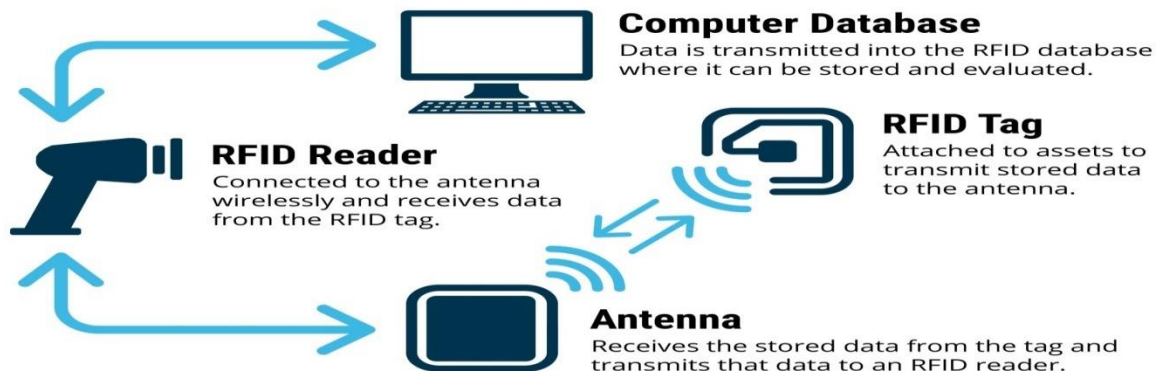 Computer Database
Data is transmitted into the RFID database
where it can be stored and evaluated.
RFID Tag
Attached to assets to
transmit stored data
to the antenna.
RFID Reader
Connected to the antenna
wirelessly and receives data
from the RFID tag.
Antenna
Receives the stored data from the tag and
transmits that data to an RFID reader.